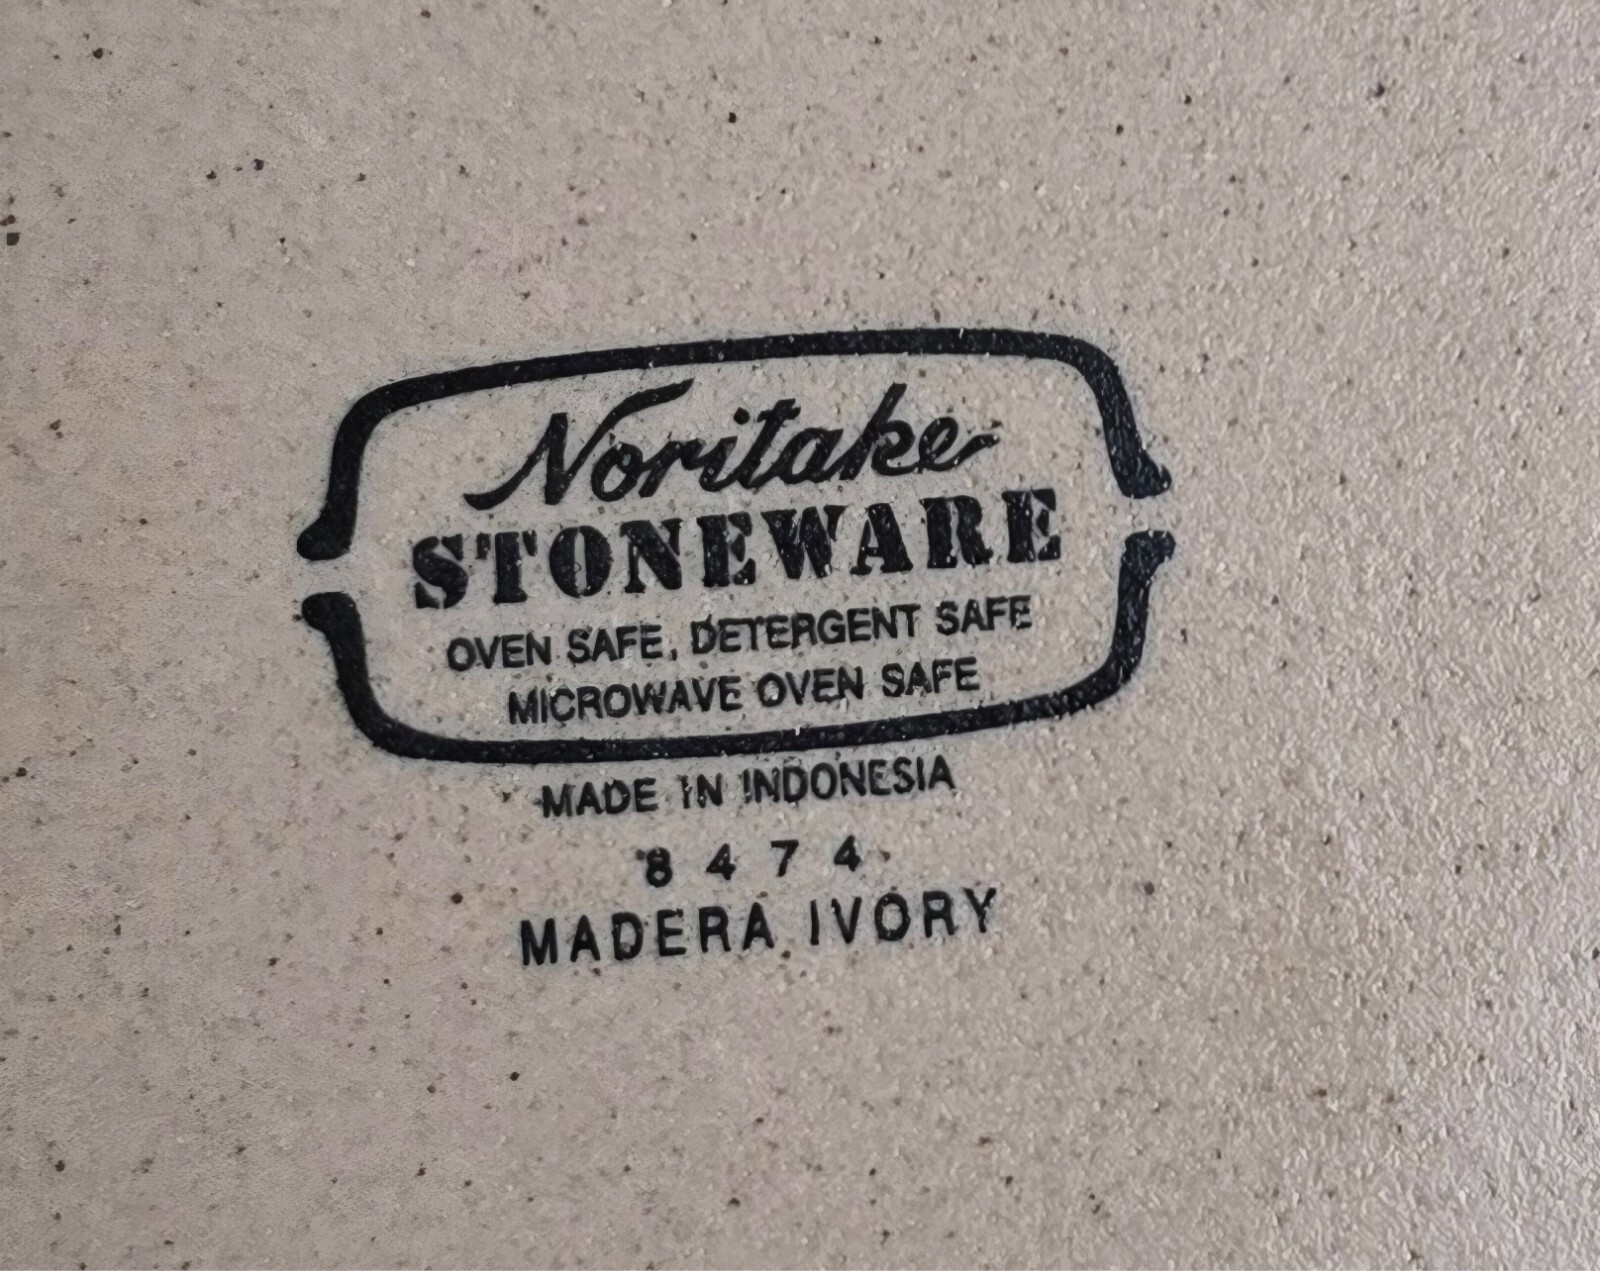 Noritake
STONEWARE
OVEN SAFE, DETERGENT SAFE
MICROWAVE OVEN SAFE
MADE IN INDONESIA
8474
MADERA IVORY